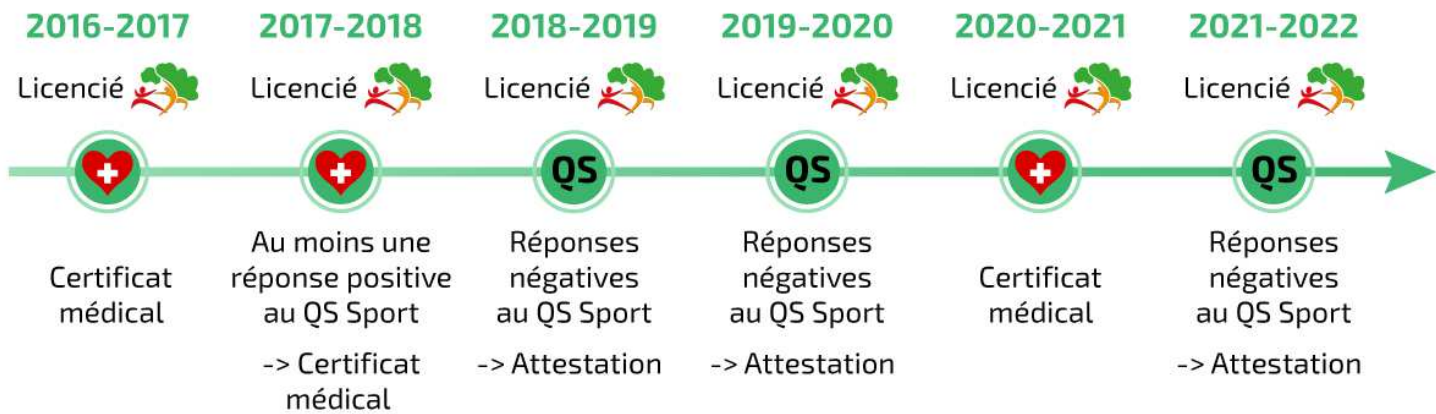 2016-2017 2017-2018 2018-2019 2019-2020 2020-2021 2021-2022
Licencié Licencié Licencié Licencié Licencié Licencié
QS QS QS
Certificat
médical
Au moins une
réponse positive
au QS Sport
-> Certificat
médical
Réponses
négatives
au QS Sport
-> Attestation
Réponses
négatives
au QS Sport
-> Attestation
Certificat
médical
Réponses
négatives
au QS Sport
-> Attestation